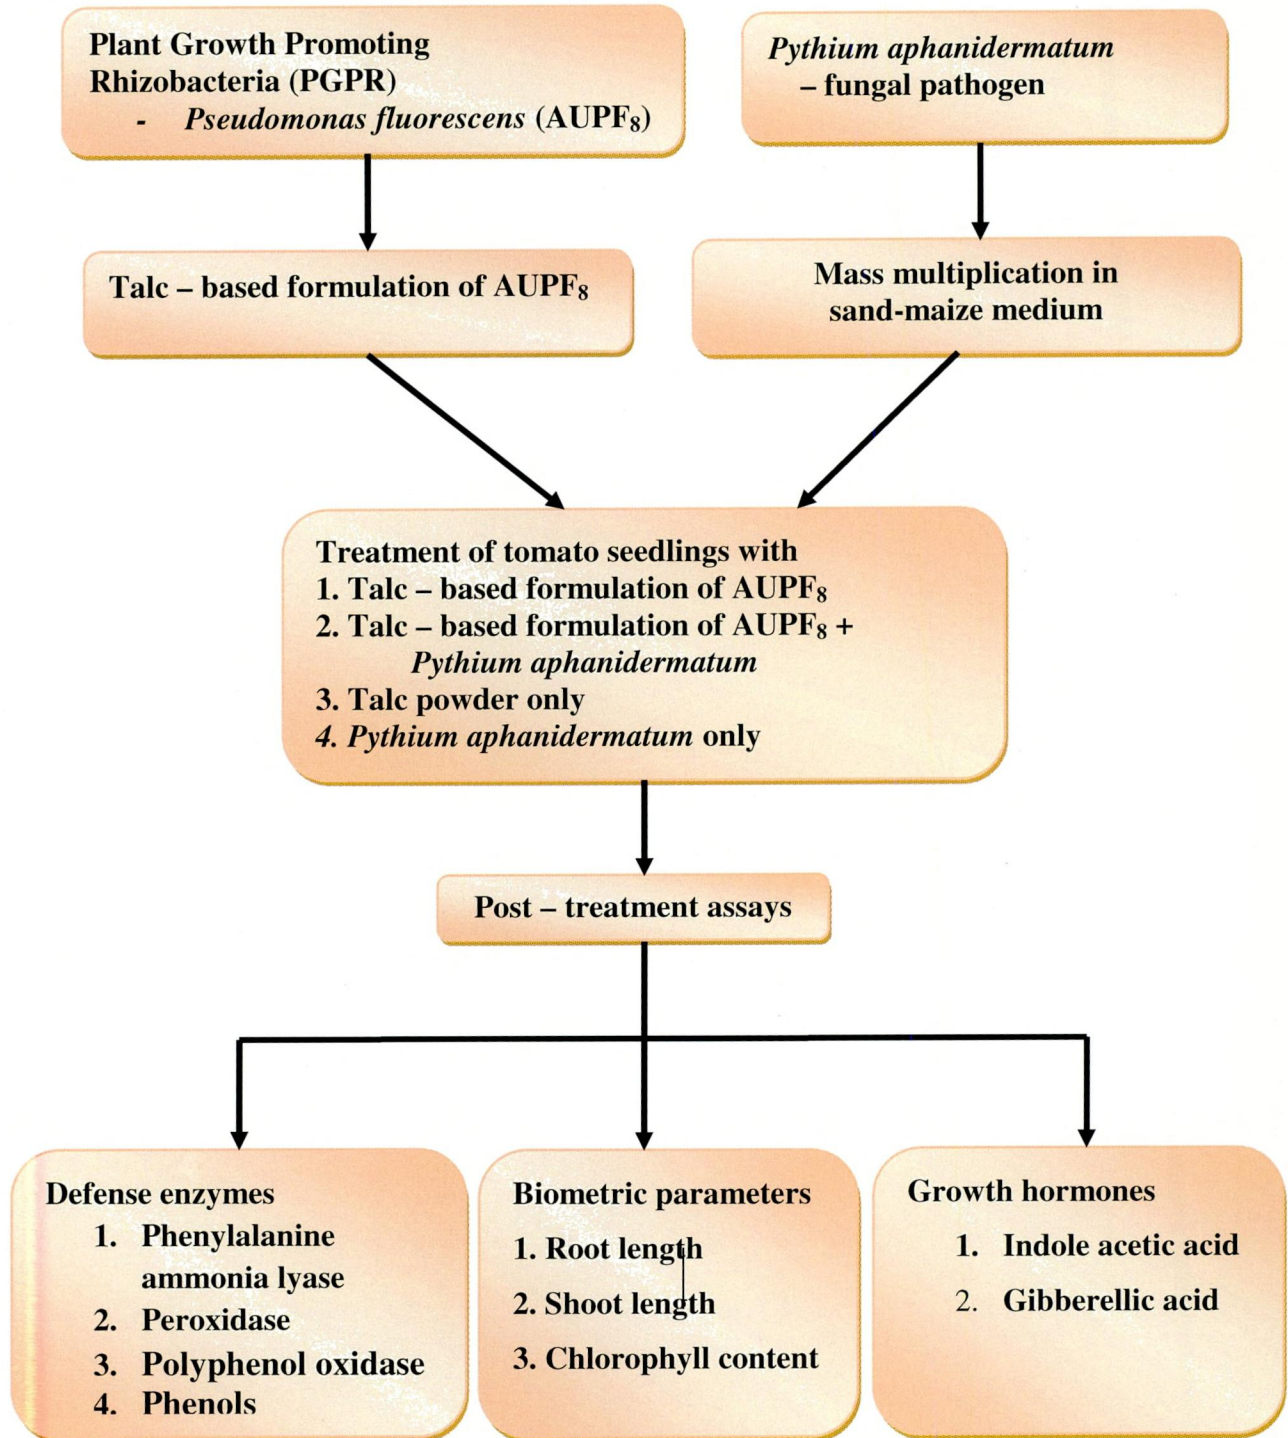 Plant Growth Promoting
Rhizobacteria (PGPR)
- Pseudomonas fluorescens (AUPF₈)
Pythium aphanidermatum
– fungal pathogen
Talc – based formulation of AUPF₈
Mass multiplication in
sand-maize medium
Treatment of tomato seedlings with
1. Talc – based formulation of AUPF₈
2. Talc – based formulation of AUPF₈ +
Pythium aphanidermatum
3. Talc powder only
4. Pythium aphanidermatum only
Post – treatment assays
Defense enzymes
1. Phenylalanine
ammonia lyase
2. Peroxidase
3. Polyphenol oxidase
4. Phenols
Biometric parameters
1. Root length
2. Shoot length
3. Chlorophyll content
Growth hormones
1. Indole acetic acid
2. Gibberellic acid